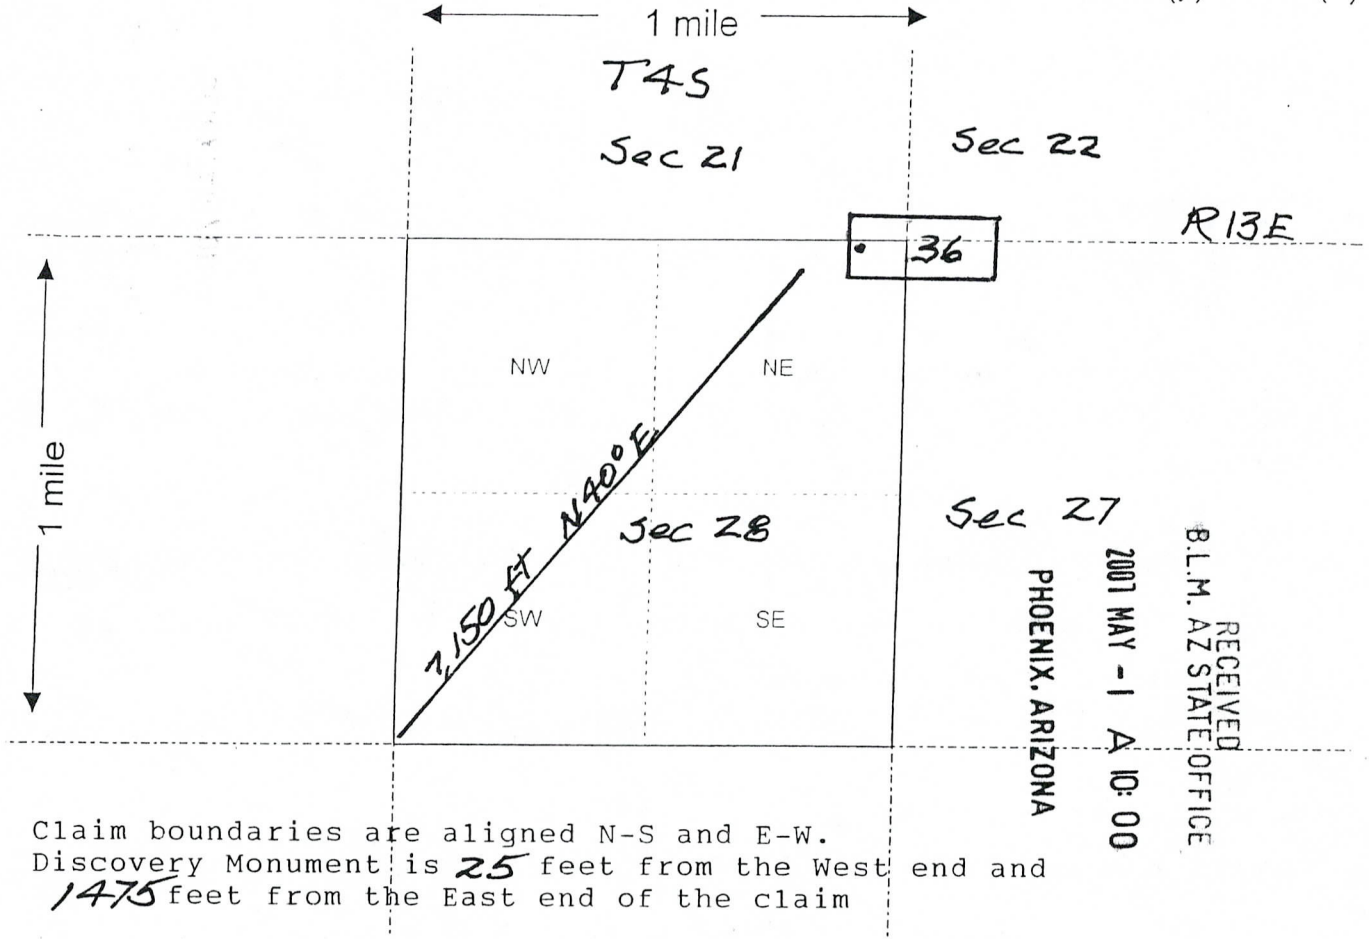 1 mile
T4S
Sec 21
Sec 22
R13E
36
NW
NE
1 mile
7,150 ft N40°E
Sec 28
Sec 27
SW
SE
RECEIVED
B.L.M. AZ STATE OFFICE
2007 MAY -1 A 10:00
PHOENIX, ARIZONA
Claim boundaries are aligned N-S and E-W.
Discovery Monument is 25 feet from the West end and
1475 feet from the East end of the claim